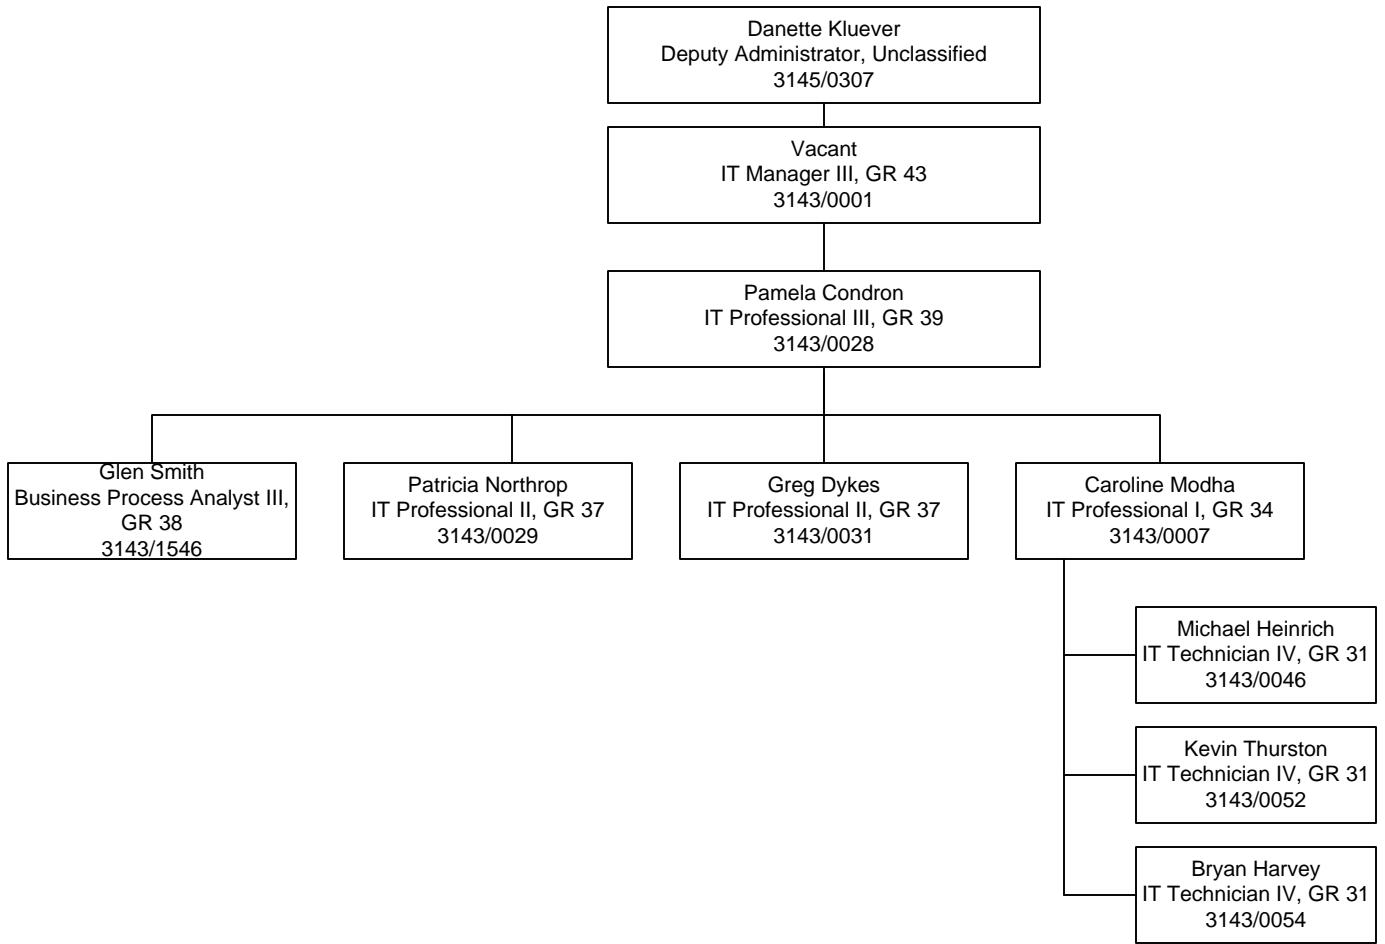 Danette Kluever
Deputy Administrator, Unclassified
3145/0307
Vacant
IT Manager III, GR 43
3143/0001
Pamela Condron
IT Professional III, GR 39
3143/0028
Glen Smith
Business Process Analyst III,
GR 38
3143/1546
Patricia Northrop
IT Professional II, GR 37
3143/0029
Greg Dykes
IT Professional II, GR 37
3143/0031
Caroline Modha
IT Professional I, GR 34
3143/0007
Michael Heinrich
IT Technician IV, GR 31
3143/0046
Kevin Thurston
IT Technician IV, GR 31
3143/0052
Bryan Harvey
IT Technician IV, GR 31
3143/0054